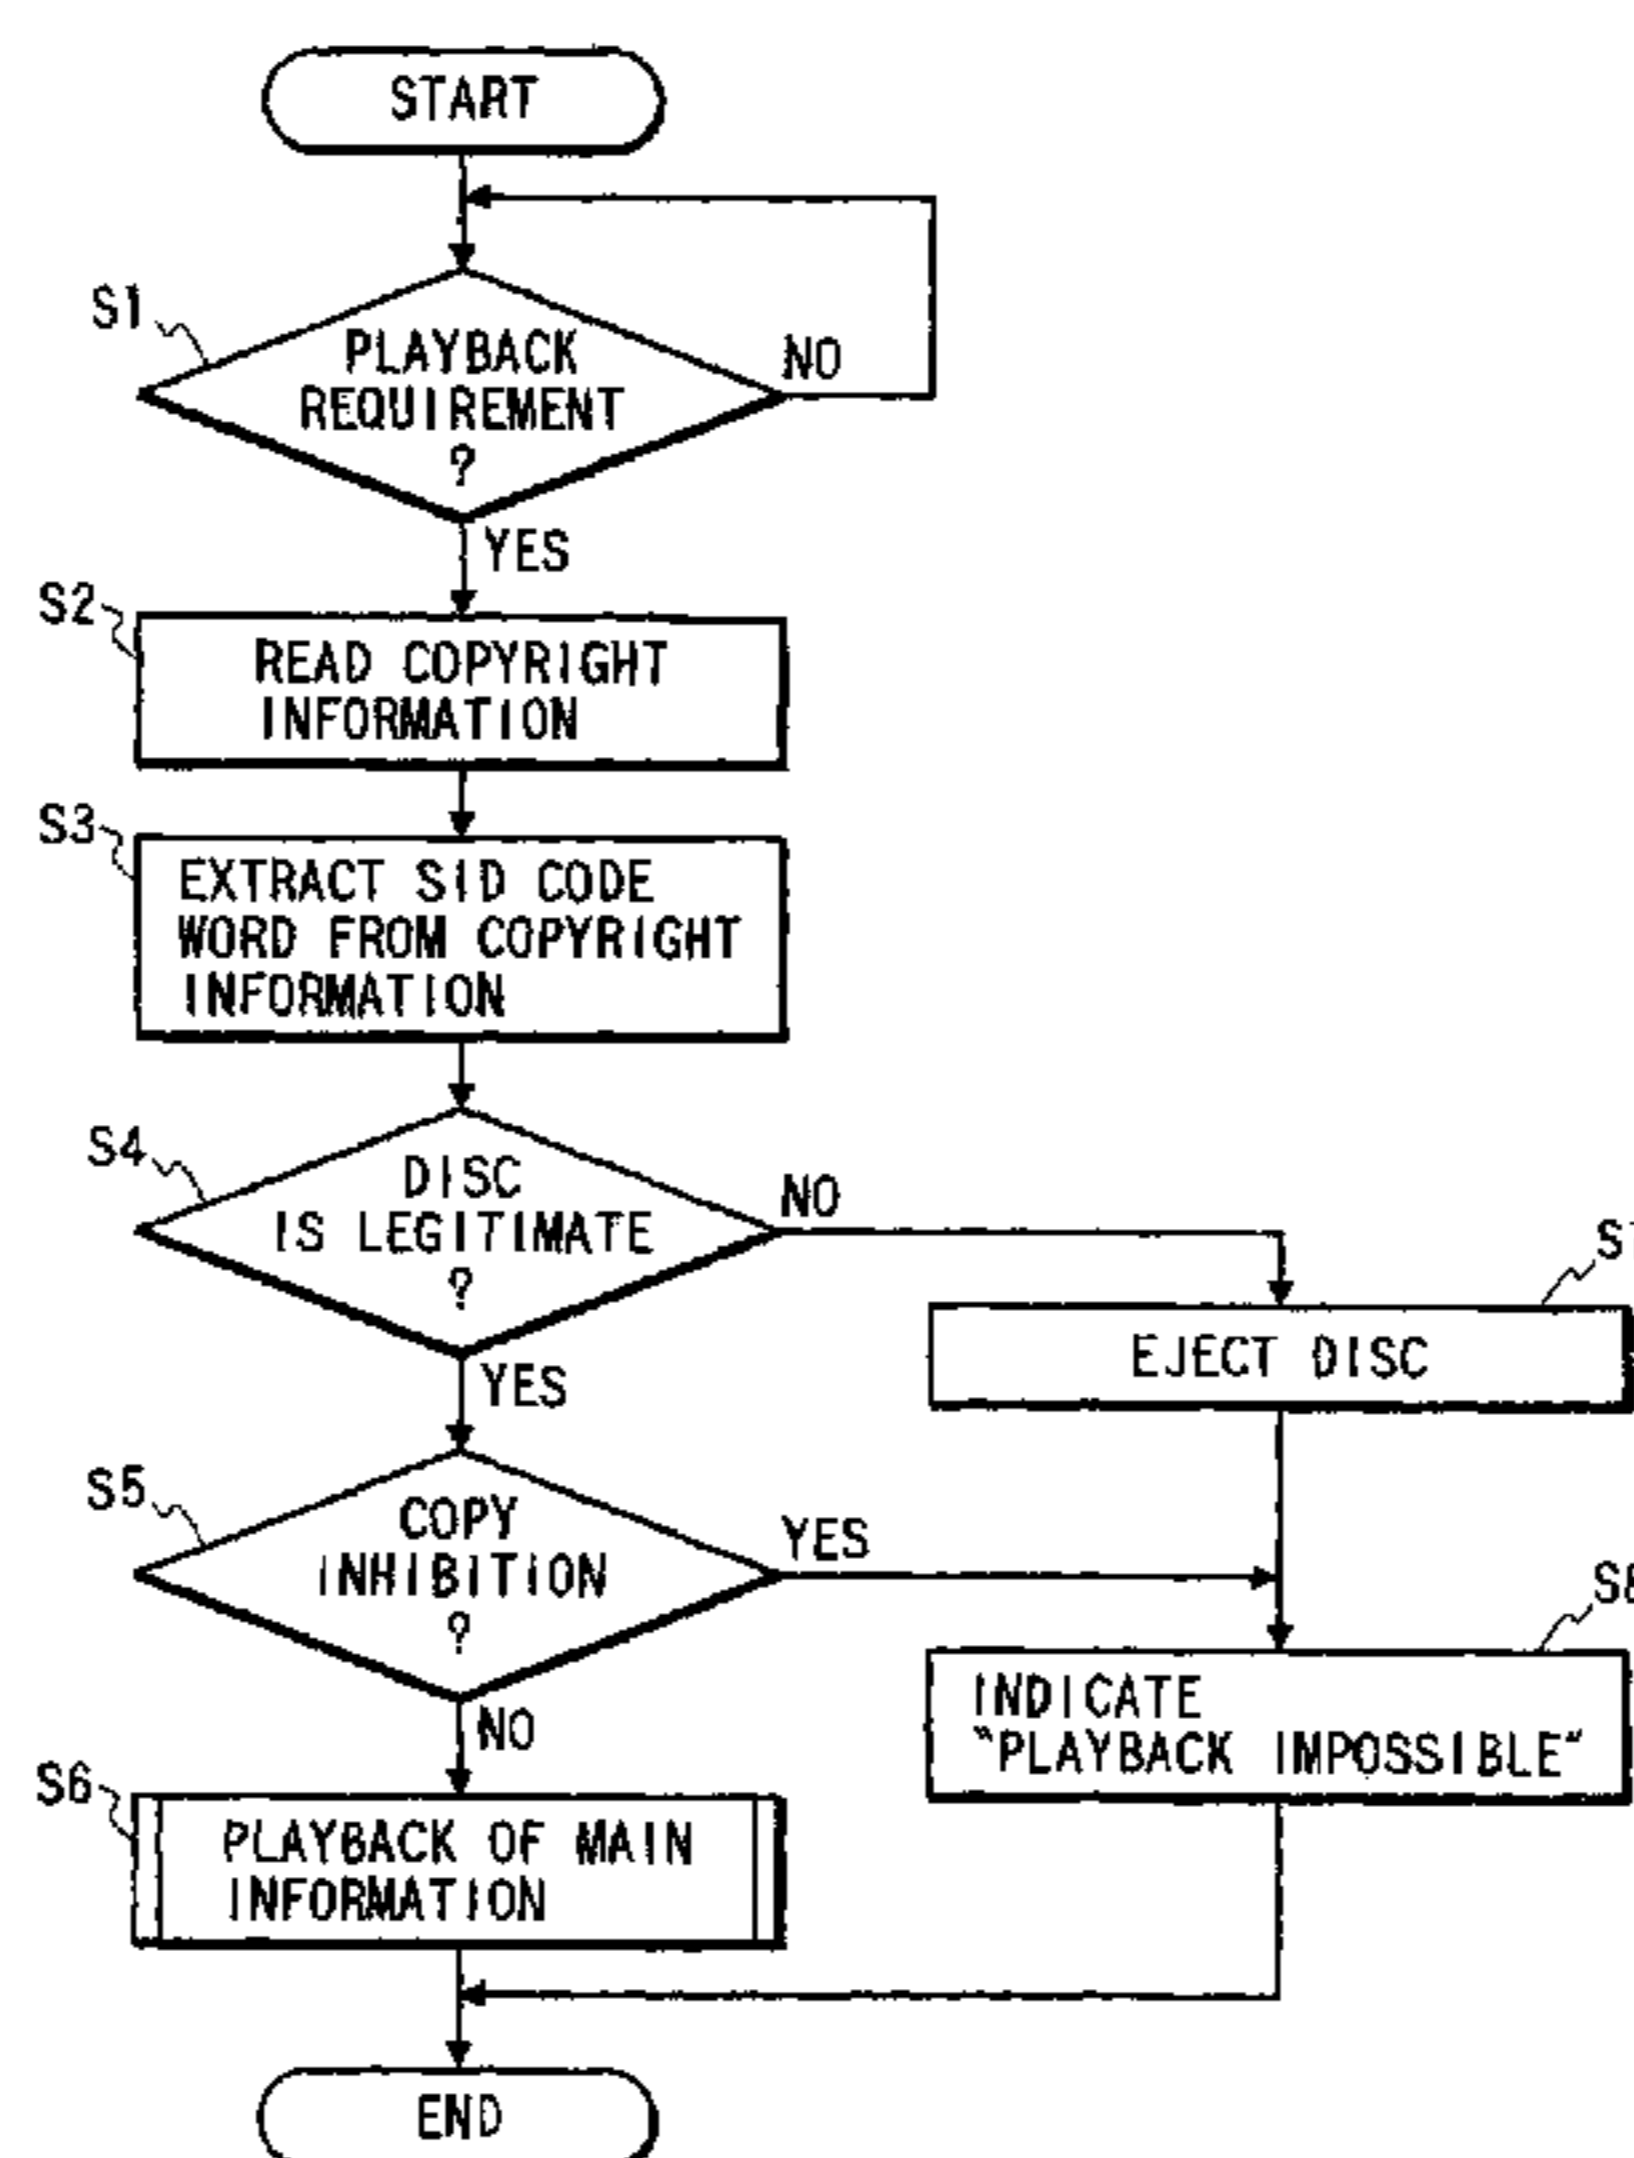 START
S1
PLAYBACK
REQUIREMENT
?
NO
YES
S2
READ COPYRIGHT
INFORMATION
S3
EXTRACT SID CODE
WORD FROM COPYRIGHT
INFORMATION
S4
DISC
IS LEGITIMATE
?
NO
YES
EJECT DISC
S5
COPY
INHIBITION
?
YES
NO
INDICATE
"PLAYBACK IMPOSSIBLE"
S6
PLAYBACK OF MAIN
INFORMATION
END